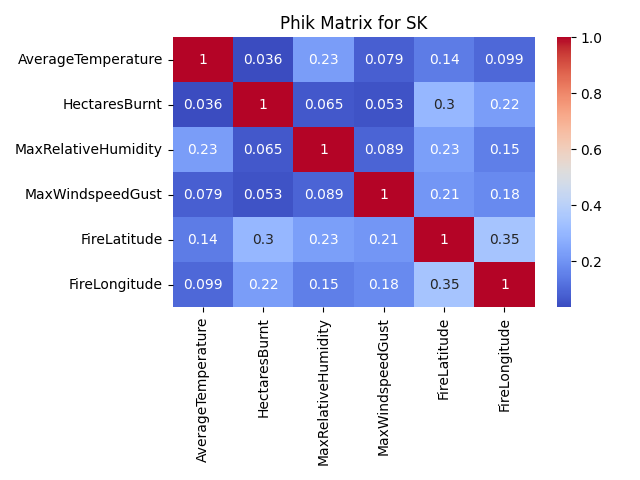 Phik Matrix for SK
AverageTemperature 1 0.036 0.23 0.079 0.14 0.099
HectaresBurnt 0.036 1 0.065 0.053 0.3 0.22
MaxRelativeHumidity 0.23 0.065 1 0.089 0.23 0.15
MaxWindspeedGust 0.079 0.053 0.089 1 0.21 0.18
FireLatitude 0.14 0.3 0.23 0.21 1 0.35
FireLongitude 0.099 0.22 0.15 0.18 0.35 1
AverageTemperature
HectaresBurnt
MaxRelativeHumidity
MaxWindspeedGust
FireLatitude
FireLongitude
1.0
0.8
0.6
0.4
0.2